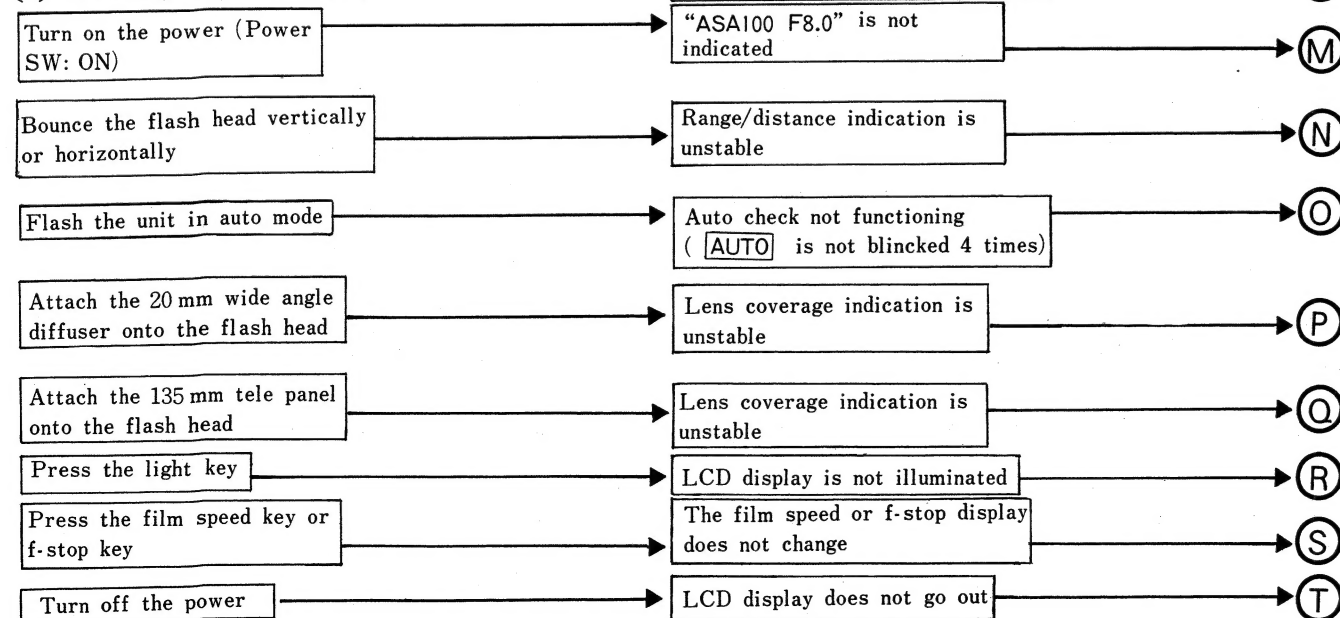 Turn on the power (Power
SW: ON)
"ASA100 F8.0" is not
indicated
M
Bounce the flash head vertically
or horizontally
Range/distance indication is
unstable
N
Flash the unit in auto mode
Auto check not functioning
( AUTO is not blincked 4 times)
O
Attach the 20 mm wide angle
diffuser onto the flash head
Lens coverage indication is
unstable
P
Attach the 135 mm tele panel
onto the flash head
Lens coverage indication is
unstable
Q
Press the light key
LCD display is not illuminated
R
Press the film speed key or
f-stop key
The film speed or f-stop display
does not change
S
Turn off the power
LCD display does not go out
T